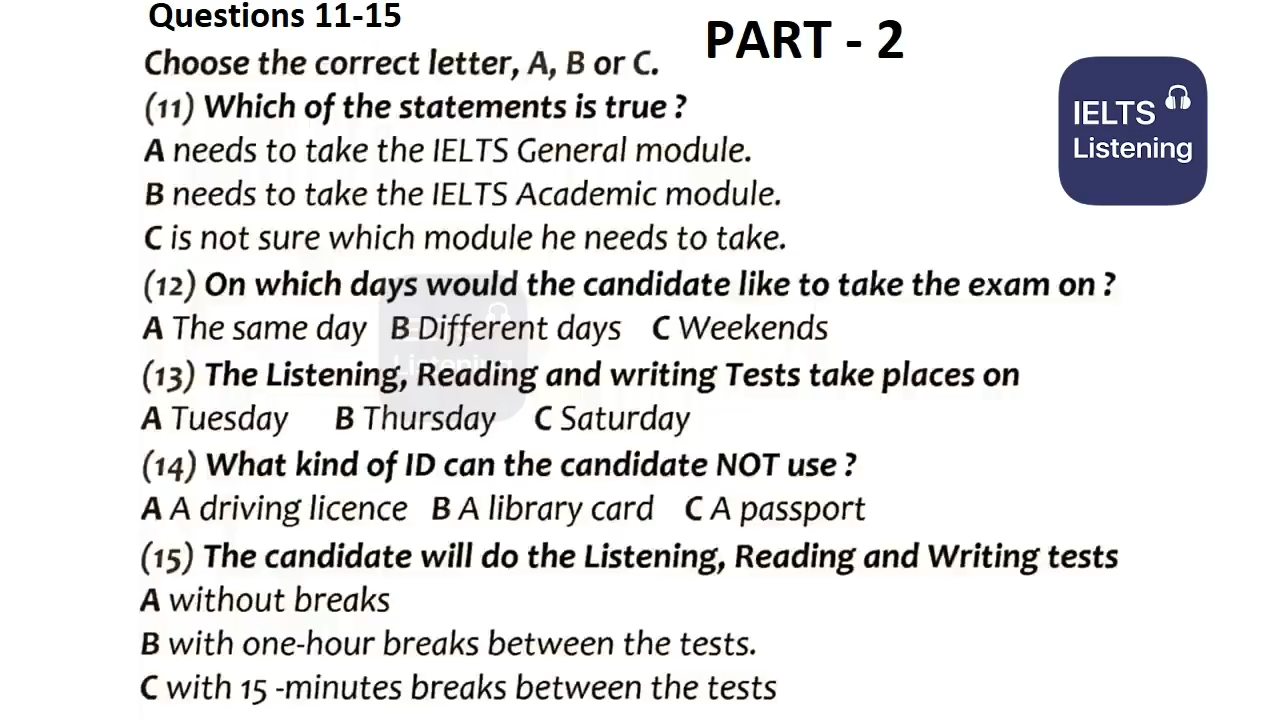 Questions 11-15
PART - 2
Choose the correct letter, A, B or C.
IELTS
Listening
(11) Which of the statements is true ?
A needs to take the IELTS General module.
B needs to take the IELTS Academic module.
C is not sure which module he needs to take.
(12) On which days would the candidate like to take the exam on ?
A The same day B Different days C Weekends
(13) The Listening, Reading and writing Tests take places on
A Tuesday B Thursday C Saturday
(14) What kind of ID can the candidate NOT use ?
A A driving licence B A library card C A passport
(15) The candidate will do the Listening, Reading and Writing tests
A without breaks
B with one-hour breaks between the tests.
C with 15 -minutes breaks between the tests